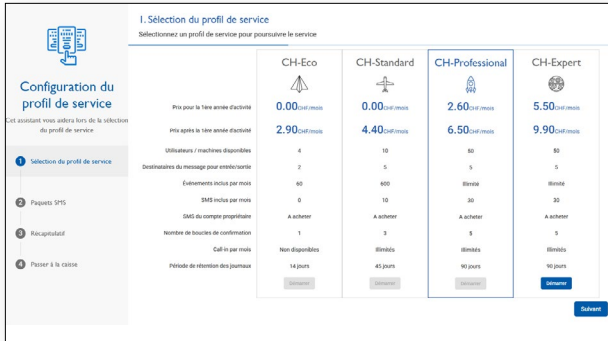 1. Sélection du profil de service
Sélectionnez un profil de service pour poursuivre le service
Configuration du
profil de service
Cet assistant vous aidera lors de la sélection
du profil de service
1 Sélection du profil de service
2 Paquets SMS
3 Récapitalatif
4 Passer à la caisse
CH-Eco CH-Standard CH-Professional CH-Expert
Prix pour la 1ère année d'activité 0.00CHF/mois 0.00CHF/mois 2.60CHF/mois 5.50CHF/mois
Prix après la 1ère année d'activité 2.90CHF/mois 4.40CHF/mois 6.50CHF/mois 9.90CHF/mois
Utilisateurs / machines disponibles 4 10 50 50
Destinataires du message pour entrée/sortie 2 5 5 5
Événements inclus par mois 60 600 Illimité Illimité
SMS inclus par mois 0 10 30 30
SMS du compte propriétaire A acheter A acheter A acheter A acheter
Nombre de boucles de confirmation 1 3 5 5
Call-in par mois Non disponibles Illimités Illimités Illimités
Période de rétention des journaux 14 jours 45 jours 90 jours 90 jours
Démarrer Démarrer Démarrer Démarrer
Suivant